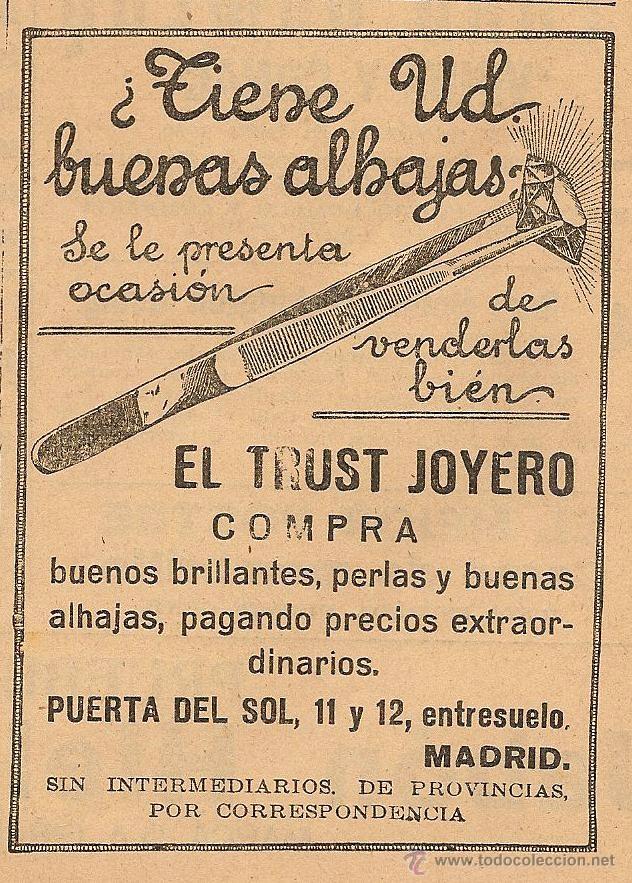 ¿Tiene Ud.
buenas alhajas?
Se le presenta
ocasión
de
venderlas
bién
EL TRUST JOYERO
COMPRA
buenos brillantes, perlas y buenas
alhajas, pagando precios extraor-
dinarios.
PUERTA DEL SOL, 11 y 12, entresuelo.
MADRID.
SIN INTERMEDIARIOS. DE PROVINCIAS,
POR CORRESPONDENCIA
www.todocoleccion.net